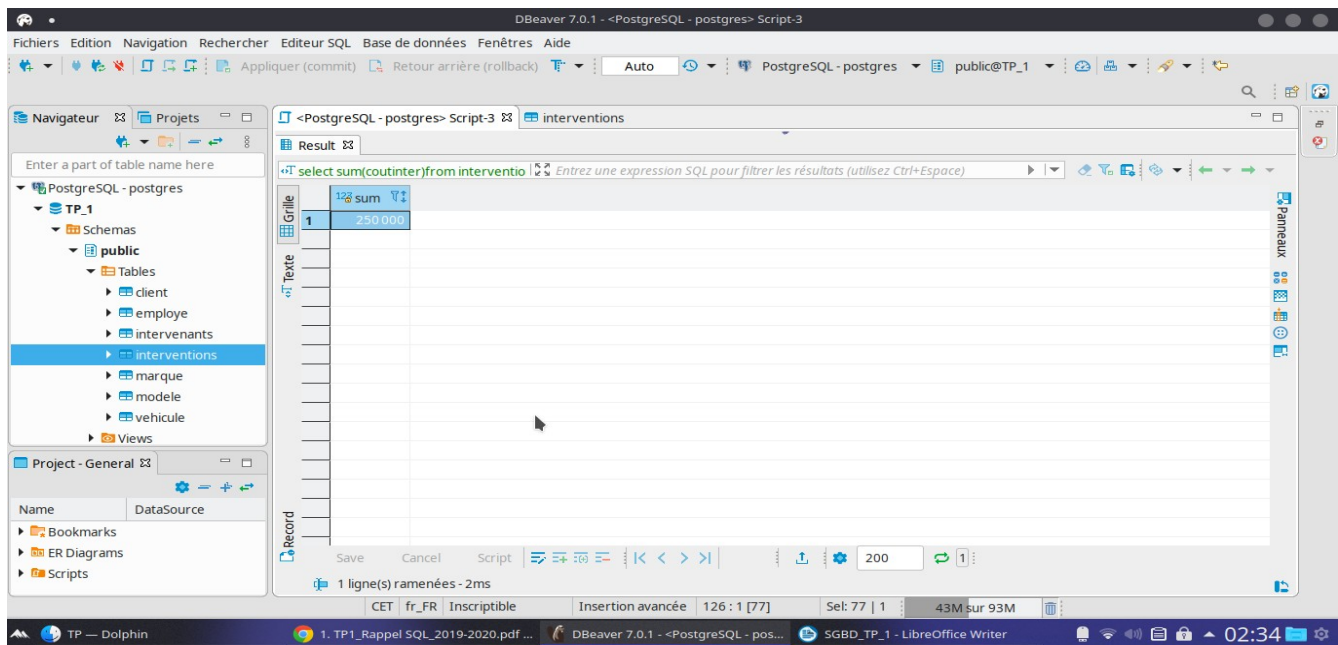 DBeaver 7.0.1 - <PostgreSQL - postgres> Script-3
Fichiers Edition Navigation Rechercher Editeur SQL Base de données Fenêtres Aide
Appliquer (commit) Retour arrière (rollback) Auto PostgreSQL - postgres public@TP_1
Navigateur Projets
<PostgreSQL - postgres> Script-3 interventions
Enter a part of table name here
PostgreSQL - postgres
TP_1
Schemas
public
Tables
client
employe
intervenants
interventions
marque
modele
vehicule
Views
Result
select sum(coutinter)from interventio Entrez une expression SQL pour filtrer les résultats (utilisez Ctrl+Espace)
Grille
Texte
Record
123 sum
1 250 000
Panneaux
Project - General
Name DataSource
Bookmarks
ER Diagrams
Scripts
Save Cancel Script 200 1
1 ligne(s) ramenées - 2ms
CET fr_FR Inscriptible Insertion avancée 126 : 1 [77] Sel: 77 | 1 43M sur 93M
TP — Dolphin 1. TP1_Rappel SQL_2019-2020.pdf ... DBeaver 7.0.1 - <PostgreSQL - pos... SGBD_TP_1 - LibreOffice Writer 02:34